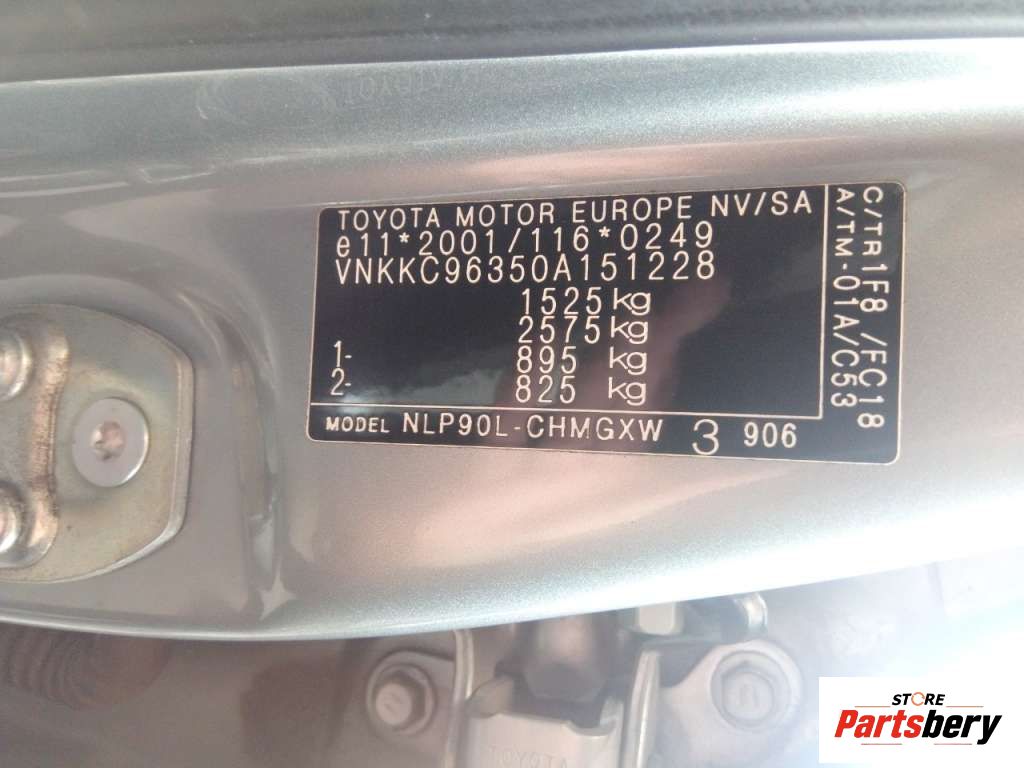 TOYOTA MOTOR EUROPE NV/SA
e11*2001/116*0249
VNKKC96350A151228
1525 kg
2575 kg
1- 895 kg
2- 825 kg
MODEL NLP90L-CHMGXW 3 906
C/TR1F8 /FC18
A/TM-01A/C53
TOYOTA
STORE
Partsbery